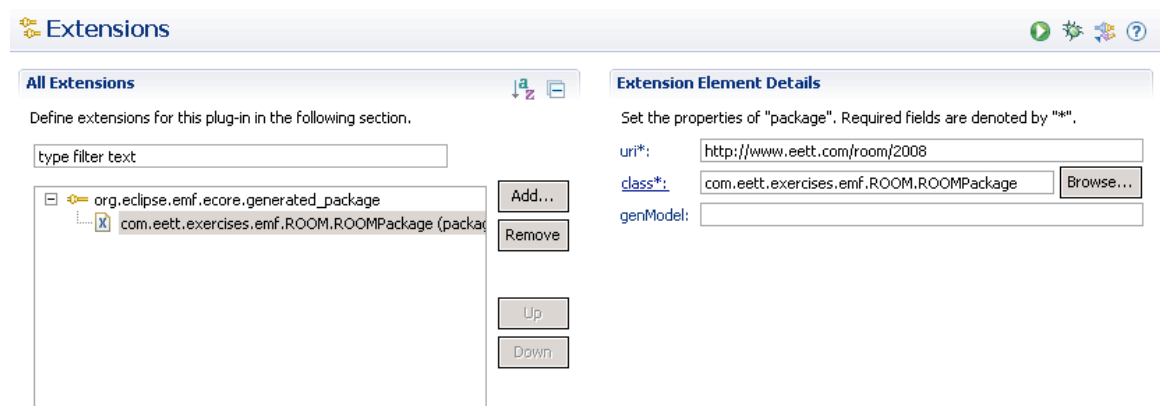 Extensions
All Extensions
Define extensions for this plug-in in the following section.
type filter text
org.eclipse.emf.ecore.generated_package
com.eett.exercises.emf.ROOM.ROOMPackage (packag
Add...
Remove
Up
Down
Extension Element Details
Set the properties of "package". Required fields are denoted by "*".
uri*: http://www.eett.com/room/2008
class*: com.eett.exercises.emf.ROOM.ROOMPackage Browse...
genModel: